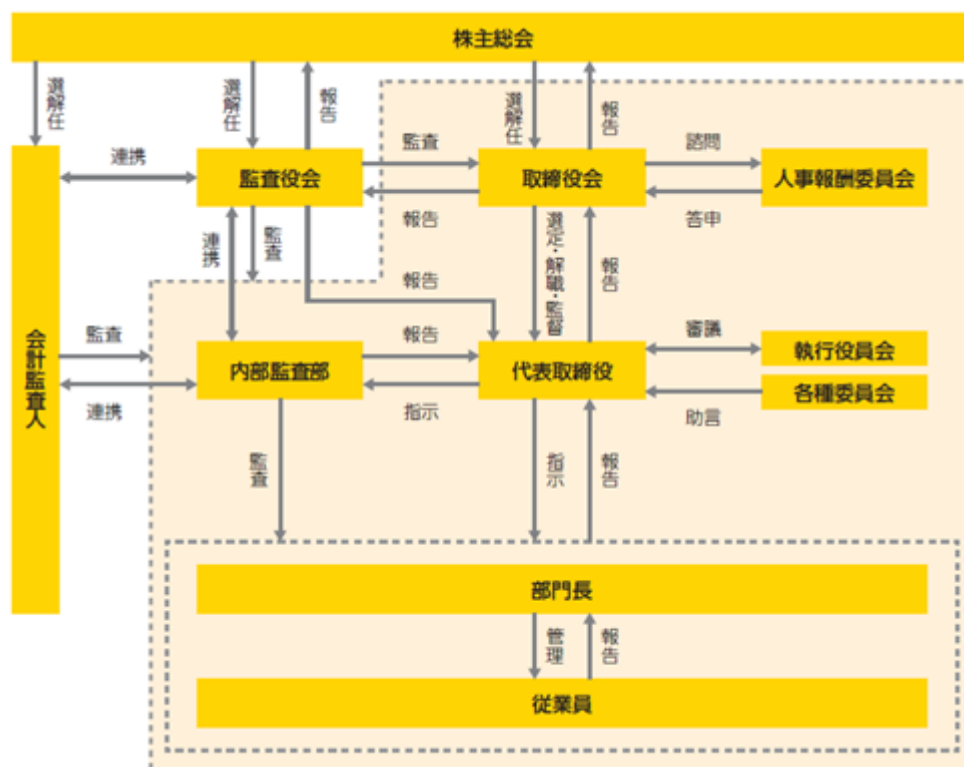 株主総会
選解任
選解任
報告
選解任
報告
連携
監査役会
監査
報告
取締役会
諮問
答申
人事報酬委員会
連携
監査
報告
選定・解職・監督
報告
会計監査人
監査
連携
内部監査部
報告
指示
代表取締役
審議
執行役員会
各種委員会
助言
監査
指示
報告
部門長
管理
報告
従業員